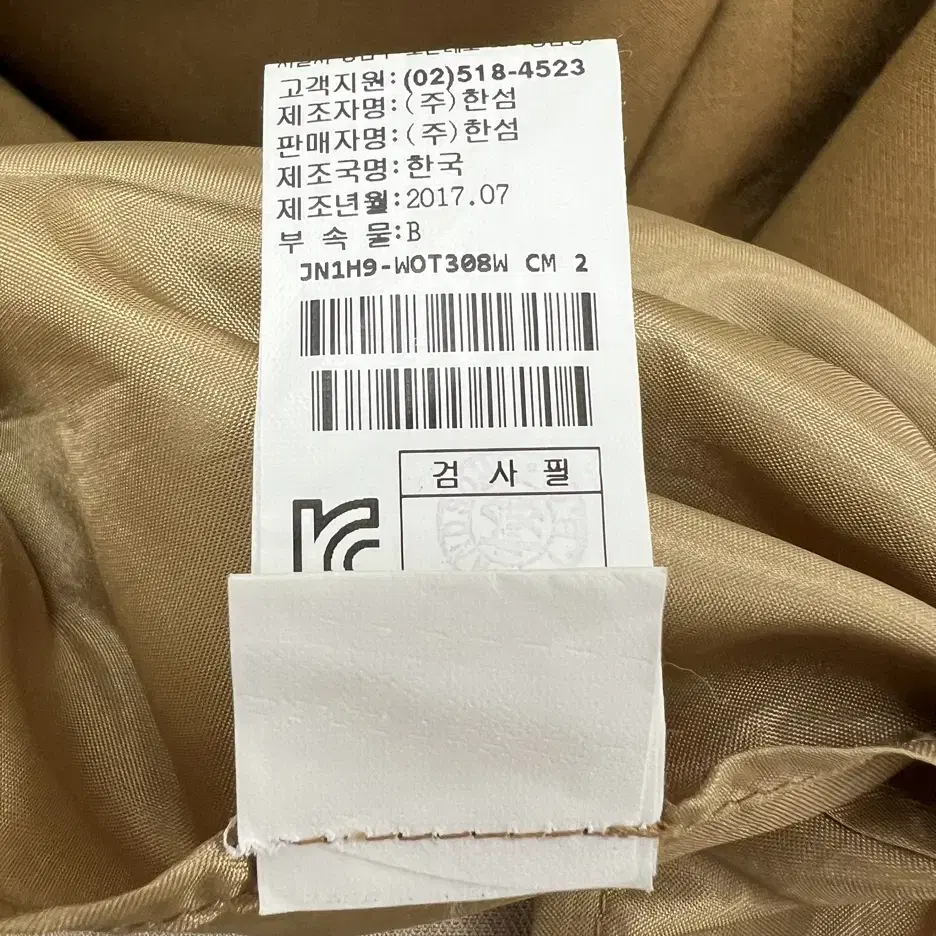 고객지원:(02)518-4523
제조자명:(주)한섬
판매자명:(주)한섬
제조국명:한국
제조년월:2017.07
부 속 물:B
JN1H9-WOT308W CM 2
검 사 필